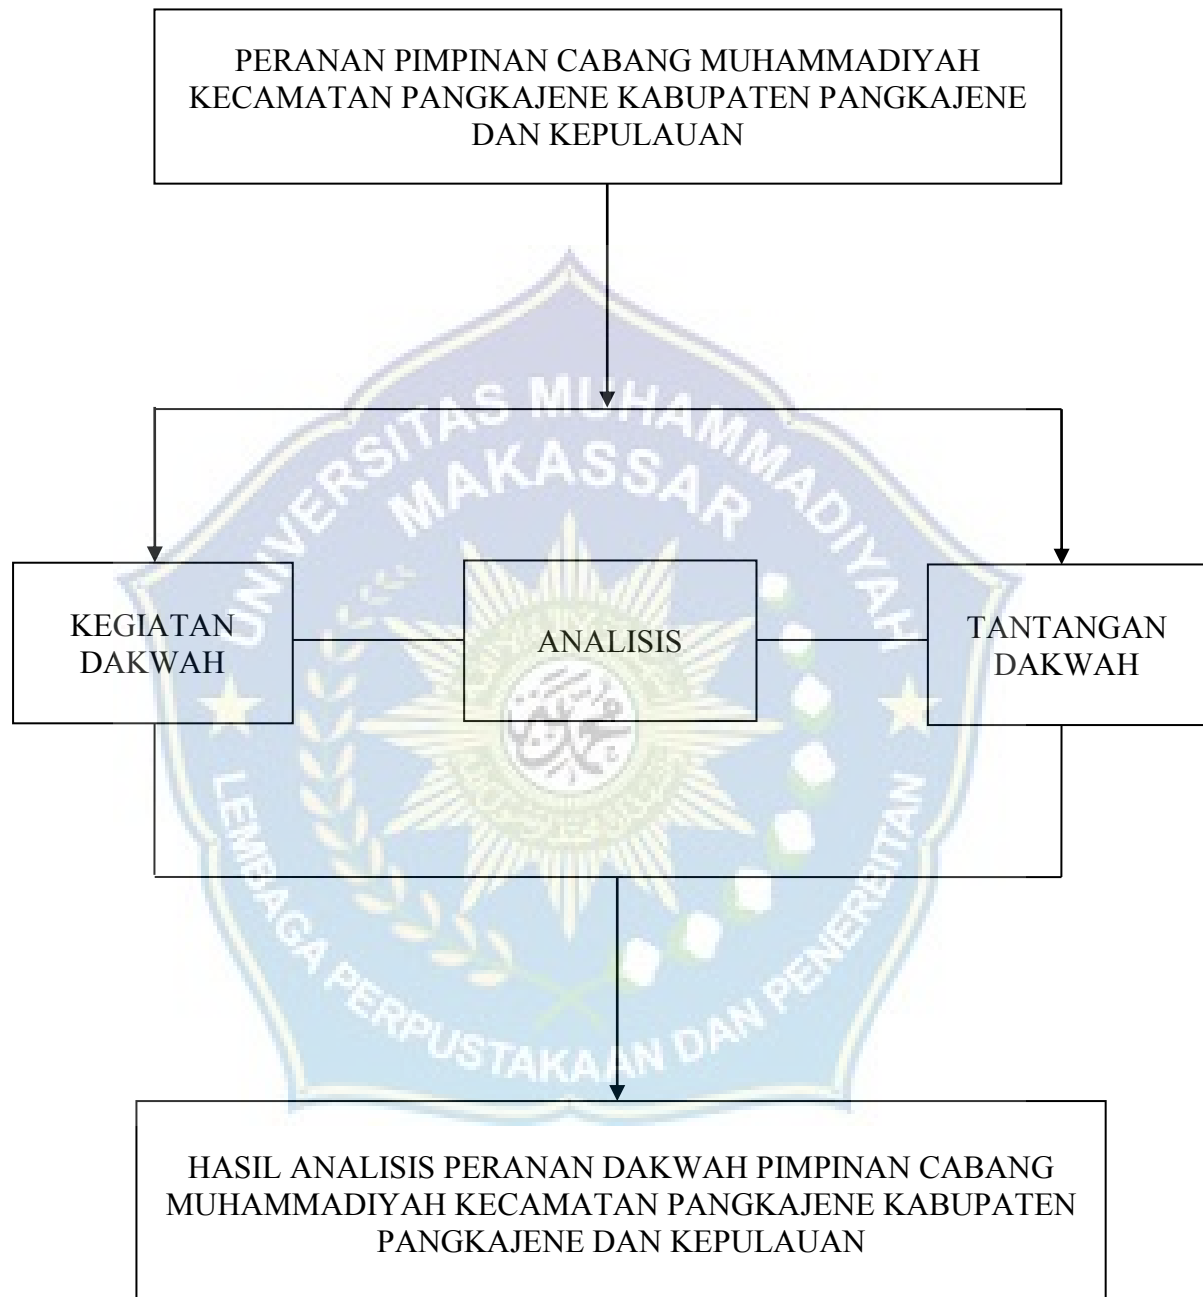 PERANAN PIMPINAN CABANG MUHAMMADIYAH
KECAMATAN PANGKAJENE KABUPATEN PANGKAJENE
DAN KEPULAUAN
UNIVERSITAS MUHAMMADIYAH
MAKASSAR
KEGIATAN
DAKWAH
ANALISIS
TANTANGAN
DAKWAH
LEMBAGA PERPUSTAKAAN DAN PENERBITAN
HASIL ANALISIS PERANAN DAKWAH PIMPINAN CABANG
MUHAMMADIYAH KECAMATAN PANGKAJENE KABUPATEN
PANGKAJENE DAN KEPULAUAN